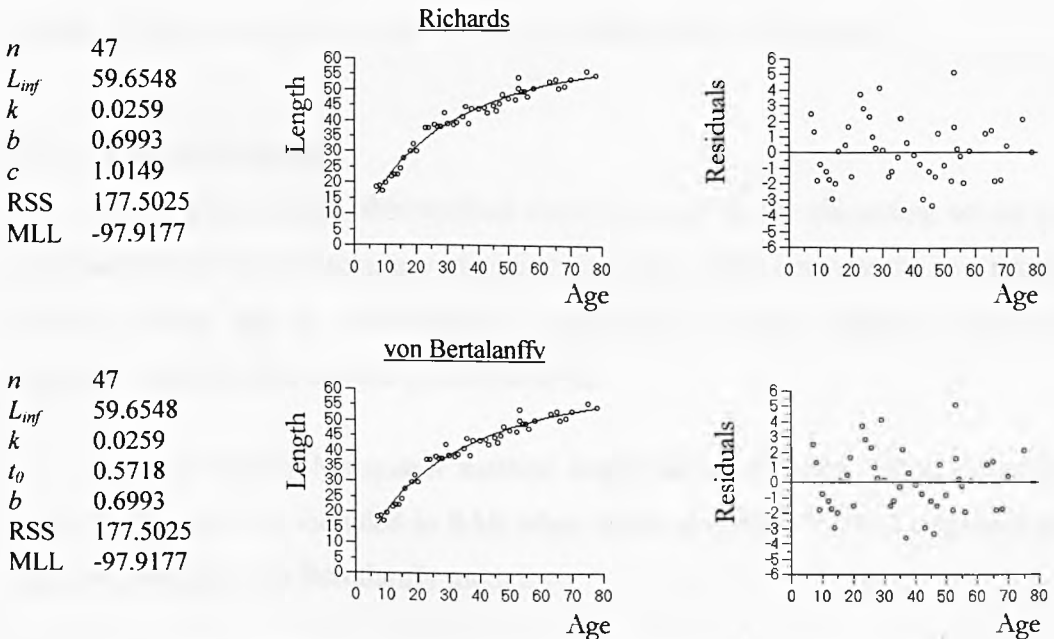 Richards
n 47
L_inf 59.6548
k 0.0259
b 0.6993
c 1.0149
RSS 177.5025
MLL -97.9177
Length
60
55
50
45
40
35
30
25
20
15
10
5
0
0 10 20 30 40 50 60 70 80
Age
Residuals
6
5
4
3
2
1
0
-1
-2
-3
-4
-5
-6
0 10 20 30 40 50 60 70 80
Age
von Bertalanffv
n 47
L_inf 59.6548
k 0.0259
t_0 0.5718
b 0.6993
RSS 177.5025
MLL -97.9177
Length
60
55
50
45
40
35
30
25
20
15
10
5
0
0 10 20 30 40 50 60 70 80
Age
Residuals
6
5
4
3
2
1
0
-1
-2
-3
-4
-5
-6
0 10 20 30 40 50 60 70 80
Age